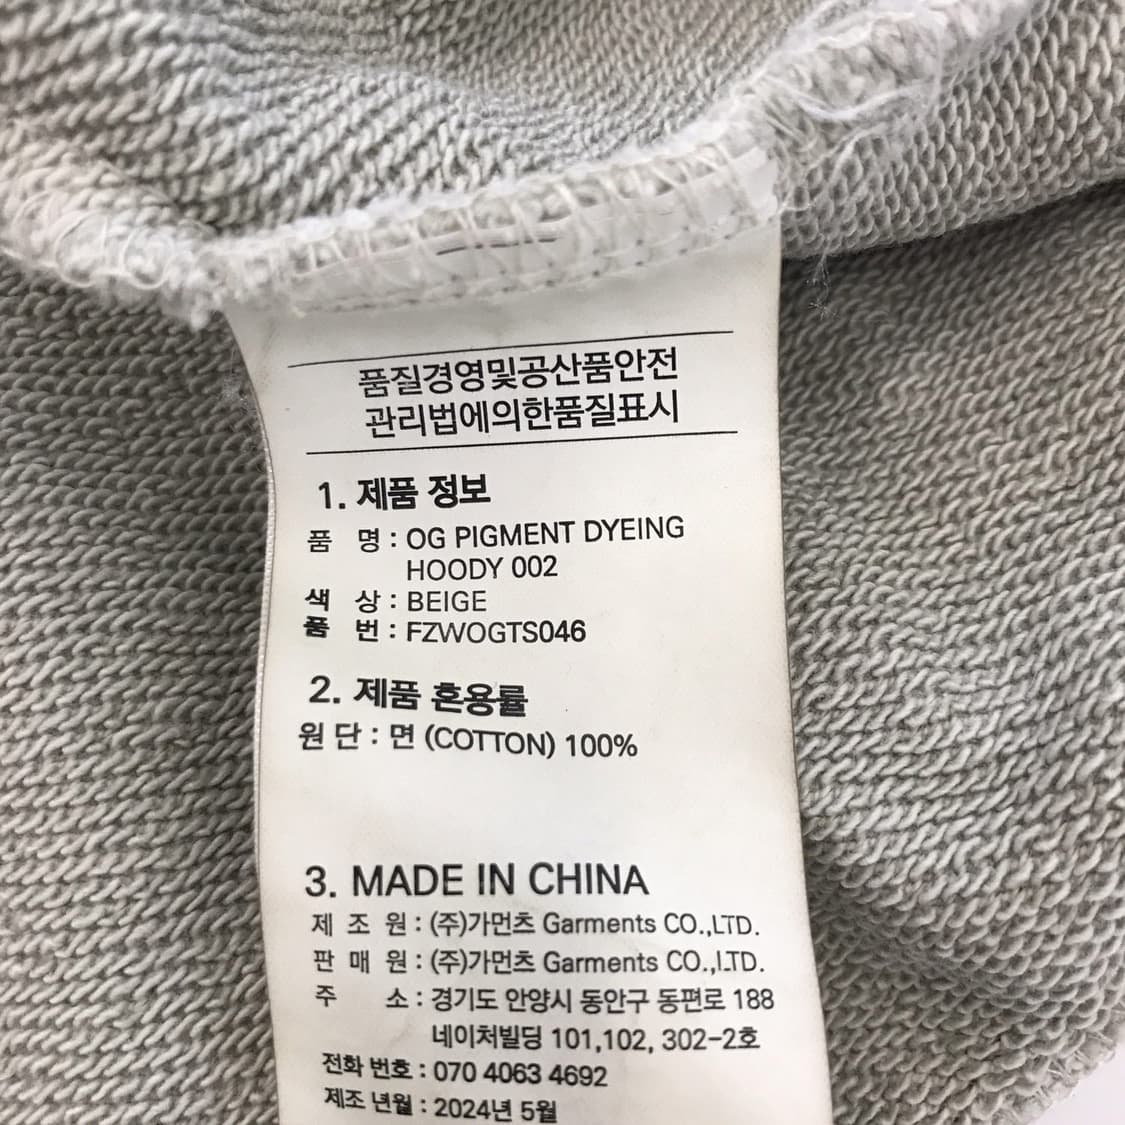 품질경영및공산품안전
관리법에의한품질표시
1. 제품 정보
품 명 : OG PIGMENT DYEING
HOODY 002
색 상 : BEIGE
품 번 : FZWOGTS046
2. 제품 혼용률
원 단 : 면 (COTTON) 100%
3. MADE IN CHINA
제 조 원 : (주)가먼츠 Garments CO.,LTD.
판 매 원 : (주)가먼츠 Garments CO.,LTD.
주 소 : 경기도 안양시 동안구 동편로 188
네이처빌딩 101,102, 302-2호
전화 번호 : 070 4063 4692
제조 년월 : 2024년 5월